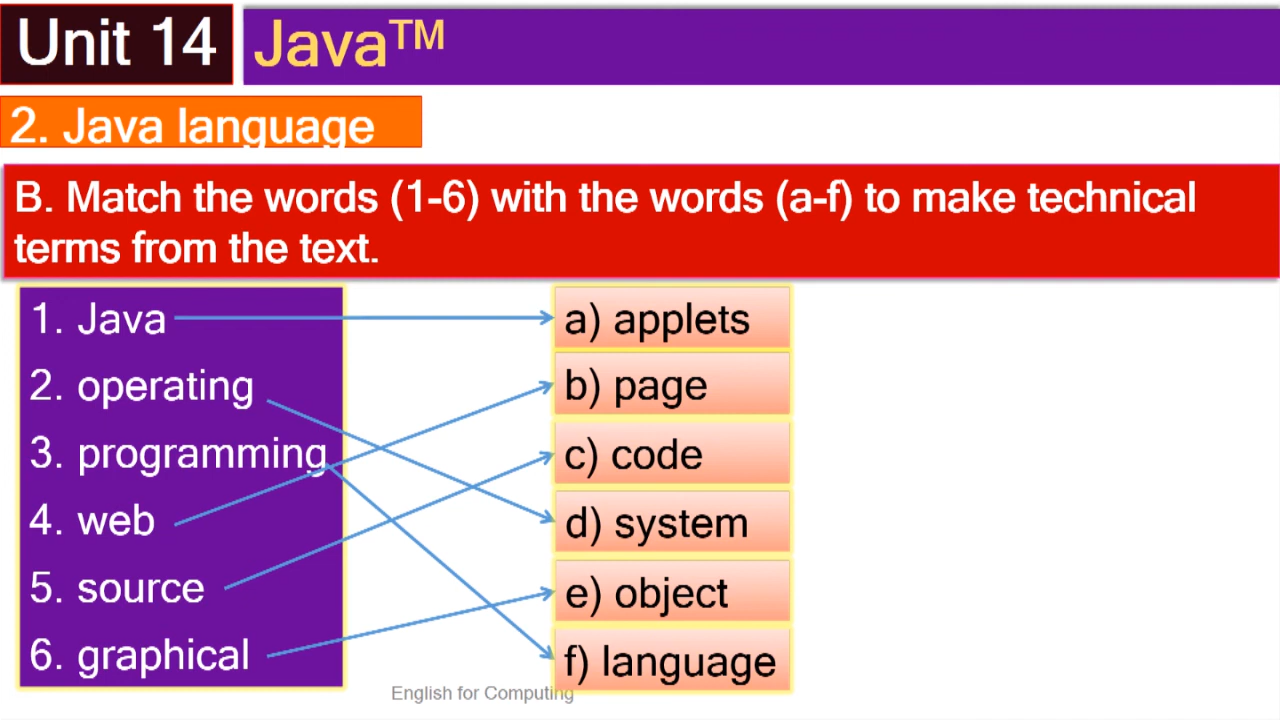 Unit 14
Java™
2. Java language
B. Match the words (1-6) with the words (a-f) to make technical
terms from the text.
1. Java
2. operating
3. programming
4. web
5. source
6. graphical
a) applets
b) page
c) code
d) system
e) object
f) language
English for Computing